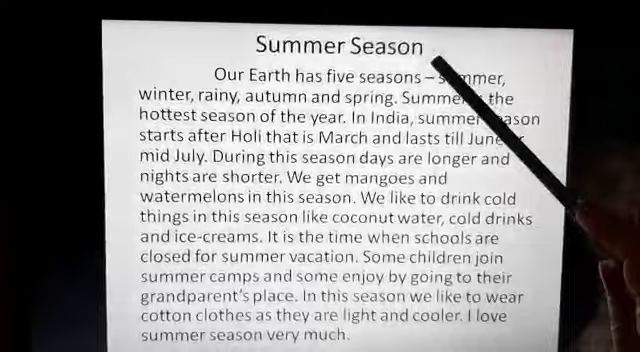 Summer Season
Our Earth has five seasons – summer,
winter, rainy, autumn and spring. Summer the
hottest season of the year. In India, summer season
starts after Holi that is March and lasts till June or
mid July. During this season days are longer and
nights are shorter. We get mangoes and
watermelons in this season. We like to drink cold
things in this season like coconut water, cold drinks
and ice-creams. It is the time when schools are
closed for summer vacation. Some children join
summer camps and some enjoy by going to their
grandparent's place. In this season we like to wear
cotton clothes as they are light and cooler. I love
summer season very much.